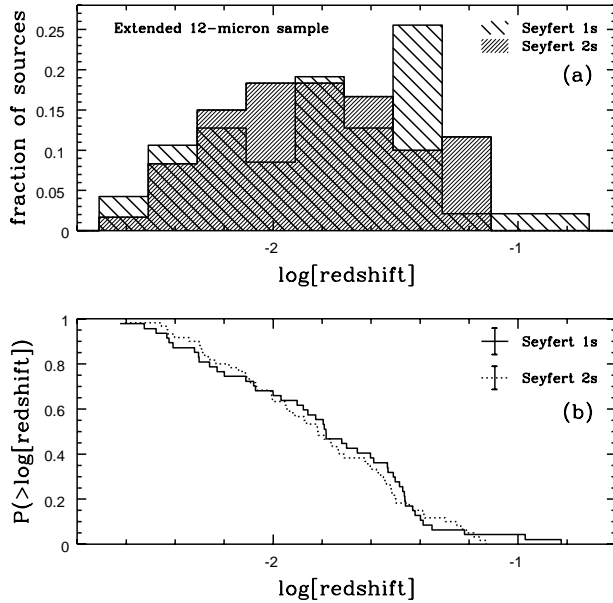 Extended 12-micron sample
Seyfert 1s
Seyfert 2s
(a)
fraction of sources
0.25
0.2
0.15
0.1
0.05
0
-2
-1
log[redshift]
Seyfert 1s
Seyfert 2s
(b)
P(>log[redshift])
1
0.8
0.6
0.4
0.2
0
-2
-1
log[redshift]